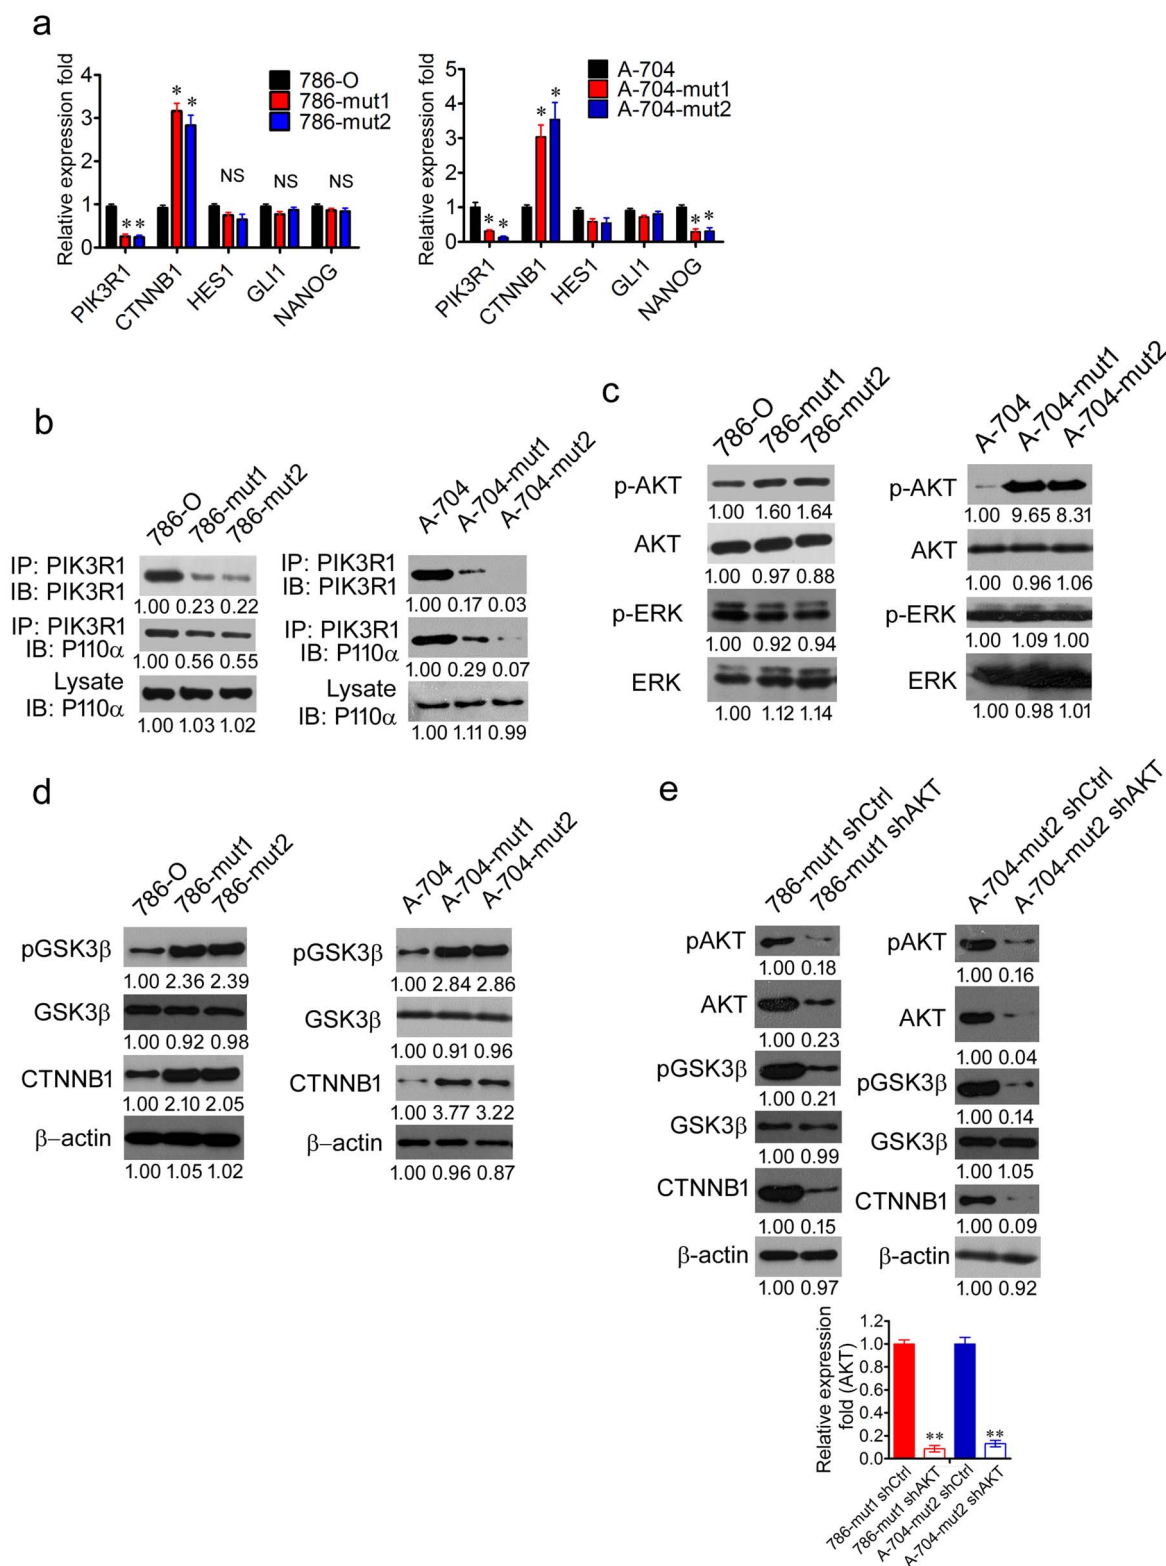 a
Relative expression fold
4
3
2
1
0
786-O
786-mut1
786-mut2
* *
* *
NS
NS
NS
PIK3R1
CTNNB1
HES1
GLI1
NANOG
Relative expression fold
5
4
3
2
1
0
A-704
A-704-mut1
A-704-mut2
* *
* *
* *
PIK3R1
CTNNB1
HES1
GLI1
NANOG
b
786-O
786-mut1
786-mut2
IP: PIK3R1
IB: PIK3R1
1.00 0.23 0.22
IP: PIK3R1
IB: P110α
1.00 0.56 0.55
Lysate
IB: P110α
1.00 1.03 1.02
A-704
A-704-mut1
A-704-mut2
IP: PIK3R1
IB: PIK3R1
1.00 0.17 0.03
IP: PIK3R1
IB: P110α
1.00 0.29 0.07
Lysate
IB: P110α
1.00 1.11 0.99
c
786-O
786-mut1
786-mut2
p-AKT
1.00 1.60 1.64
AKT
1.00 0.97 0.88
p-ERK
1.00 0.92 0.94
ERK
1.00 1.12 1.14
A-704
A-704-mut1
A-704-mut2
p-AKT
1.00 9.65 8.31
AKT
1.00 0.96 1.06
p-ERK
1.00 1.09 1.00
ERK
1.00 0.98 1.01
d
786-O
786-mut1
786-mut2
pGSK3β
1.00 2.36 2.39
GSK3β
1.00 0.92 0.98
CTNNB1
1.00 2.10 2.05
β–actin
1.00 1.05 1.02
A-704
A-704-mut1
A-704-mut2
pGSK3β
1.00 2.84 2.86
GSK3β
1.00 0.91 0.96
CTNNB1
1.00 3.77 3.22
β–actin
1.00 0.96 0.87
e
786-mut1 shCtrl
786-mut1 shAKT
pAKT
1.00 0.18
AKT
1.00 0.23
pGSK3β
1.00 0.21
GSK3β
1.00 0.99
CTNNB1
1.00 0.15
β-actin
1.00 0.97
A-704-mut2 shCtrl
A-704-mut2 shAKT
pAKT
1.00 0.16
AKT
1.00 0.04
pGSK3β
1.00 0.14
GSK3β
1.00 1.05
CTNNB1
1.00 0.09
β-actin
1.00 0.92
Relative expression
fold (AKT)
1.2
1.0
0.8
0.6
0.4
0.2
0.0
**
**
786-mut1 shCtrl
786-mut1 shAKT
A-704-mut2 shCtrl
A-704-mut2 shAKT